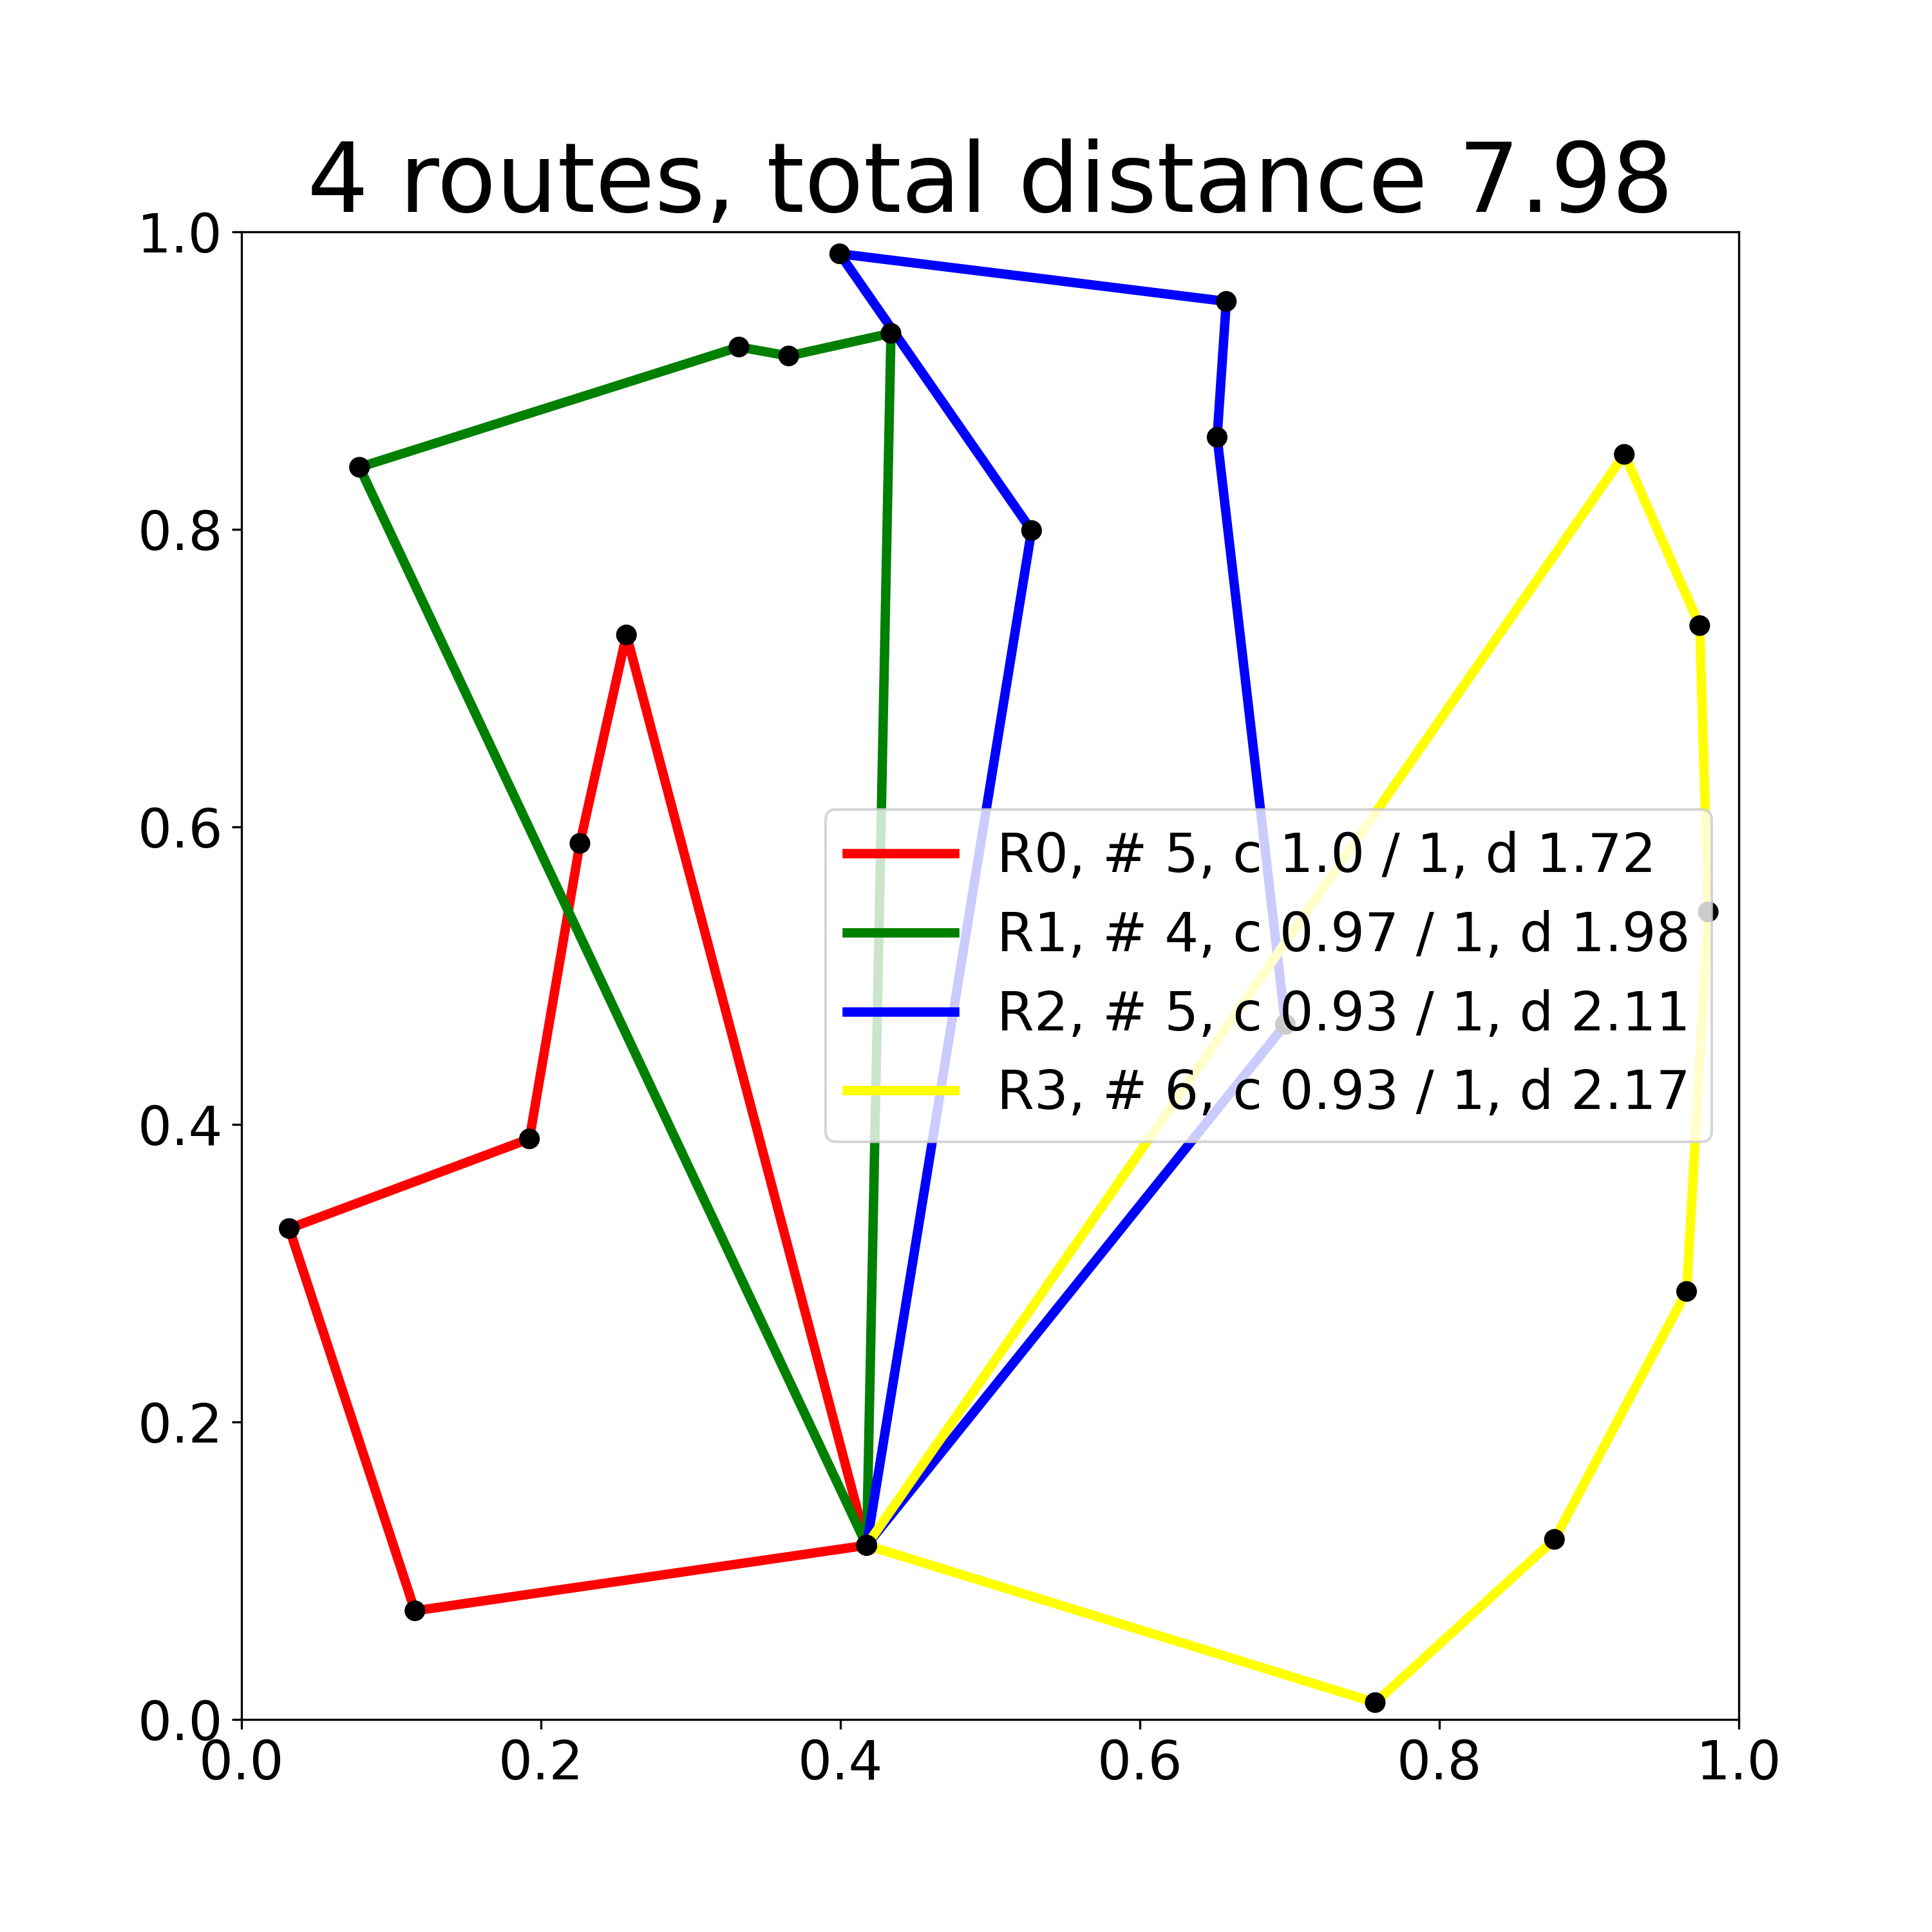 4 routes, total distance 7.98
1.0
0.8
0.6
0.4
0.2
0.0
R0, # 5, c 1.0 / 1, d 1.72
R1, # 4, c 0.97 / 1, d 1.98
R2, # 5, c 0.93 / 1, d 2.11
R3, # 6, c 0.93 / 1, d 2.17
0.0 0.2 0.4 0.6 0.8 1.0